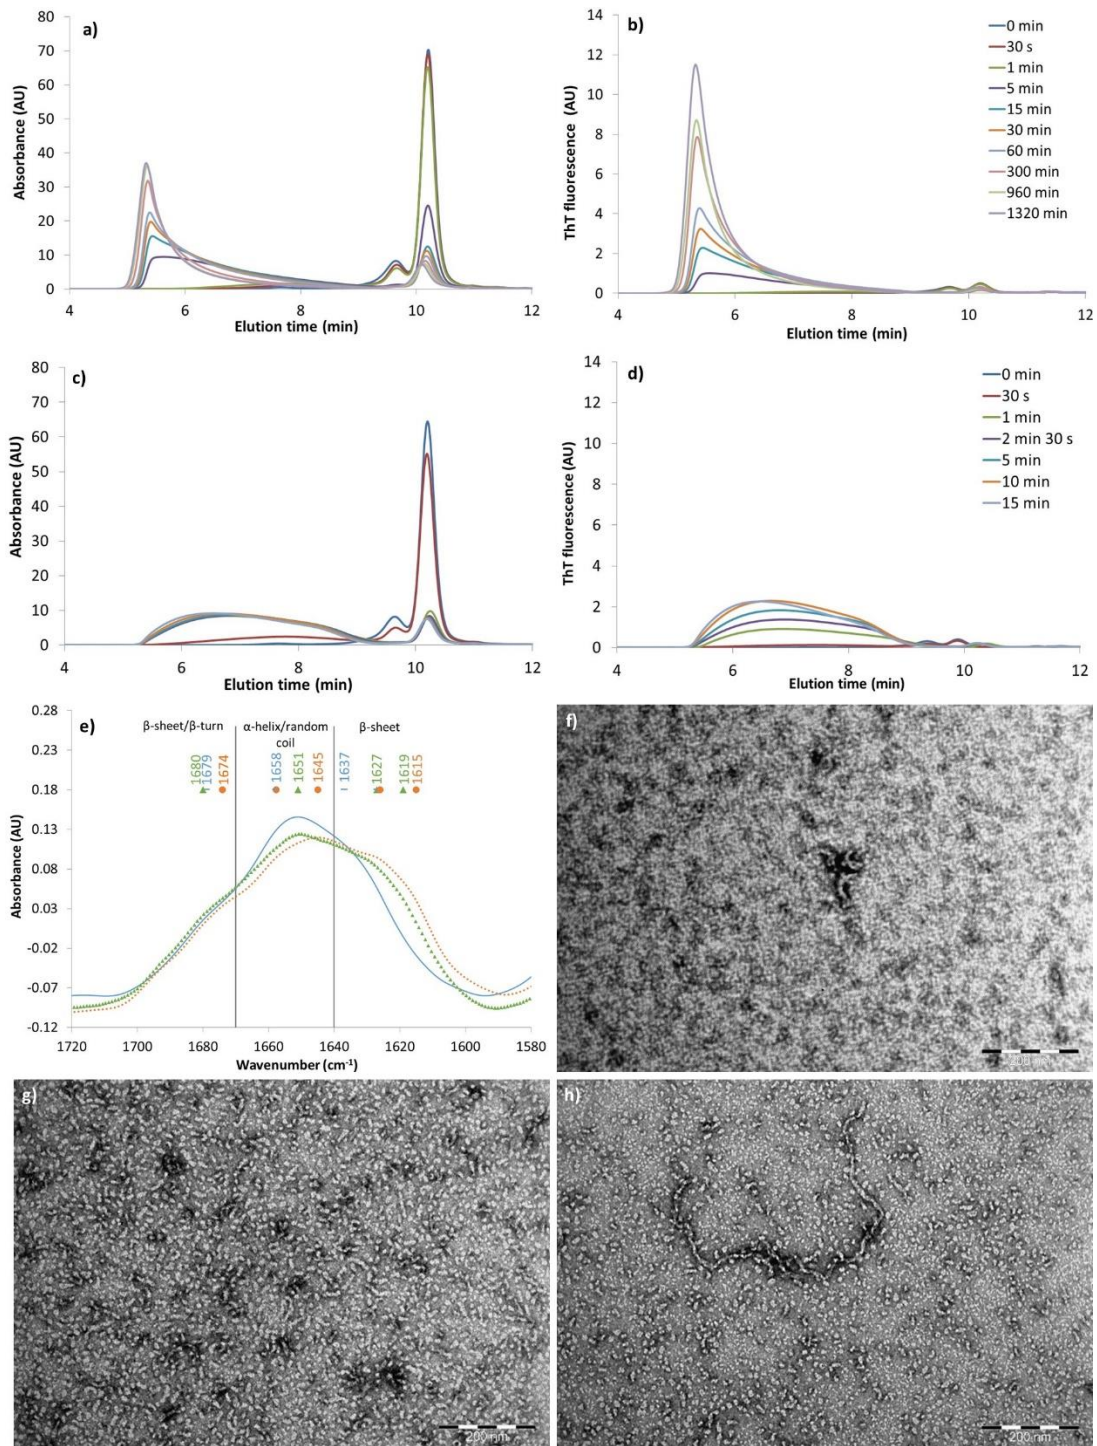 a)
80
70
60
50
40
30
20
10
0
Absorbance (AU)
4 6 8 10 12
Elution time (min)
b)
14
12
10
8
6
4
2
0
ThT fluorescence (AU)
4 6 8 10 12
Elution time (min)
0 min
30 s
1 min
5 min
15 min
30 min
60 min
300 min
960 min
1320 min
c)
80
70
60
50
40
30
20
10
0
Absorbance (AU)
4 6 8 10 12
Elution time (min)
d)
14
12
10
8
6
4
2
0
ThT fluorescence (AU)
4 6 8 10 12
Elution time (min)
0 min
30 s
1 min
2 min 30 s
5 min
10 min
15 min
e)
0.28
0.23
0.18
0.13
0.08
0.03
-0.02
-0.07
-0.12
Absorbance (AU)
β-sheet/β-turn
α-helix/random
coil
β-sheet
1680
1679
1674
1658
1651
1645
1637
1627
1619
1615
1720 1700 1680 1660 1640 1620 1600 1580
Wavenumber (cm⁻¹)
f)
200 nm
g)
200 nm
h)
200 nm